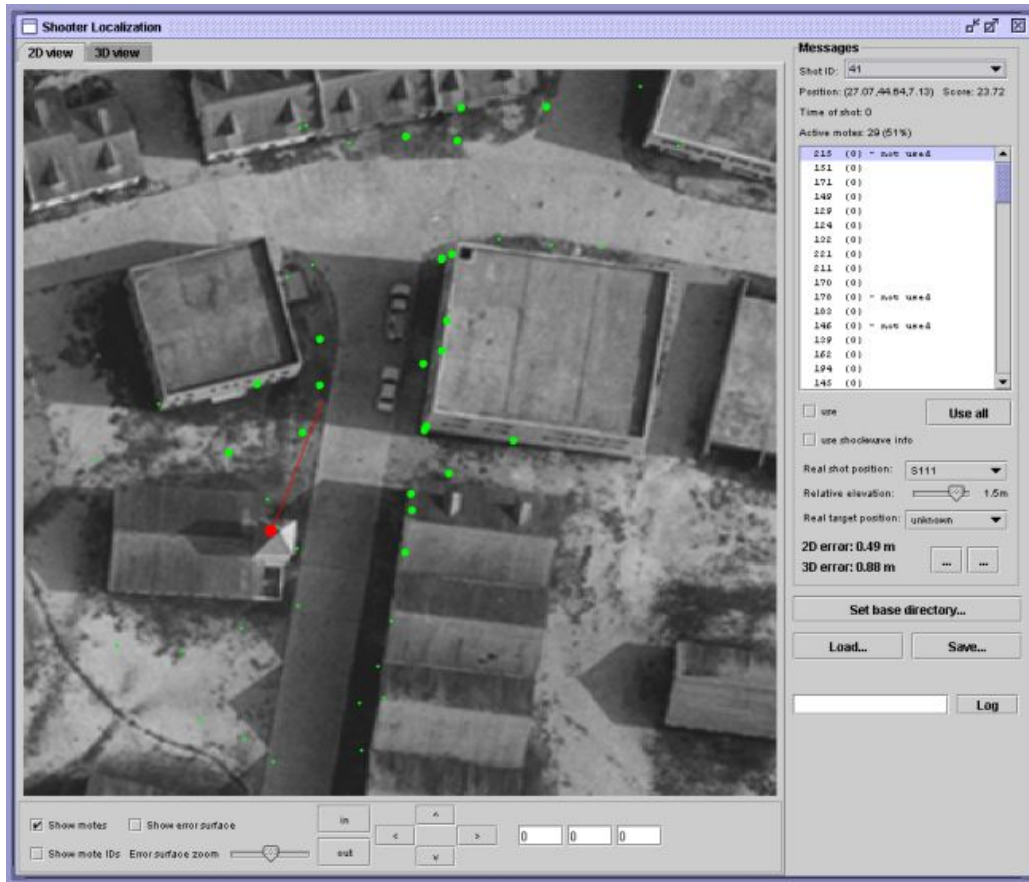 Shooter Localization
2D view 3D view
Messages
Shot ID: 41
Position: (27.07,44.64,7.13) Score: 23.72
Time of shot: 0
Active motes: 29 (51%)
215 (0) - not used
151 (0)
171 (0)
149 (0)
129 (0)
124 (0)
132 (0)
221 (0)
211 (0)
170 (0)
178 (0) - not used
103 (0)
146 (0) - not used
139 (0)
162 (0)
194 (0)
145 (0)
use Use all
use shockwave info
Real shot position: S111
Relative elevation: 1.5m
Real target position: unknown
2D error: 0.49 m
3D error: 0.88 m
... ...
Set base directory...
Load... Save...
Log
Show motes Show error surface in < ^ > 0 0 0
Show mote IDs Error surface zoom out v